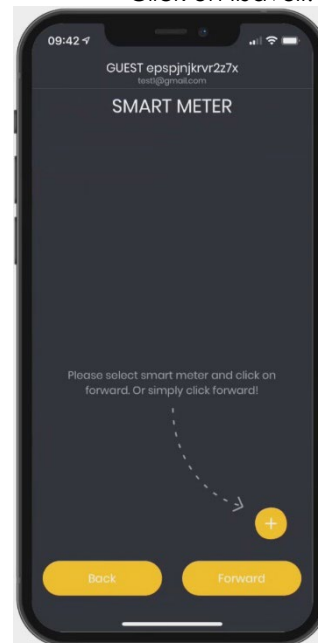 09:42
GUEST epspjnjkrvr2z7x
test1@gmail.com
SMART METER
Please select smart meter and click on
forward. Or simply click forward!
+
Back
Forward